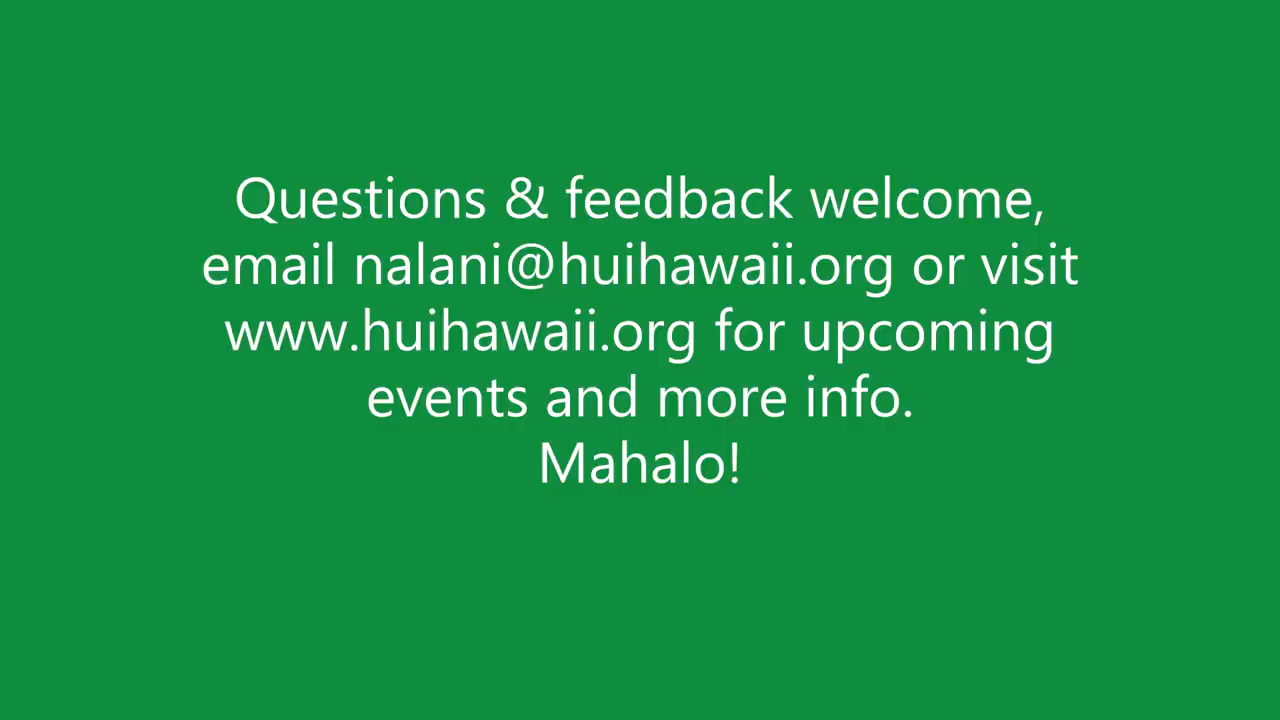 Questions & feedback welcome,
email nalani@huihawaii.org or visit
www.huihawaii.org for upcoming
events and more info.
Mahalo!